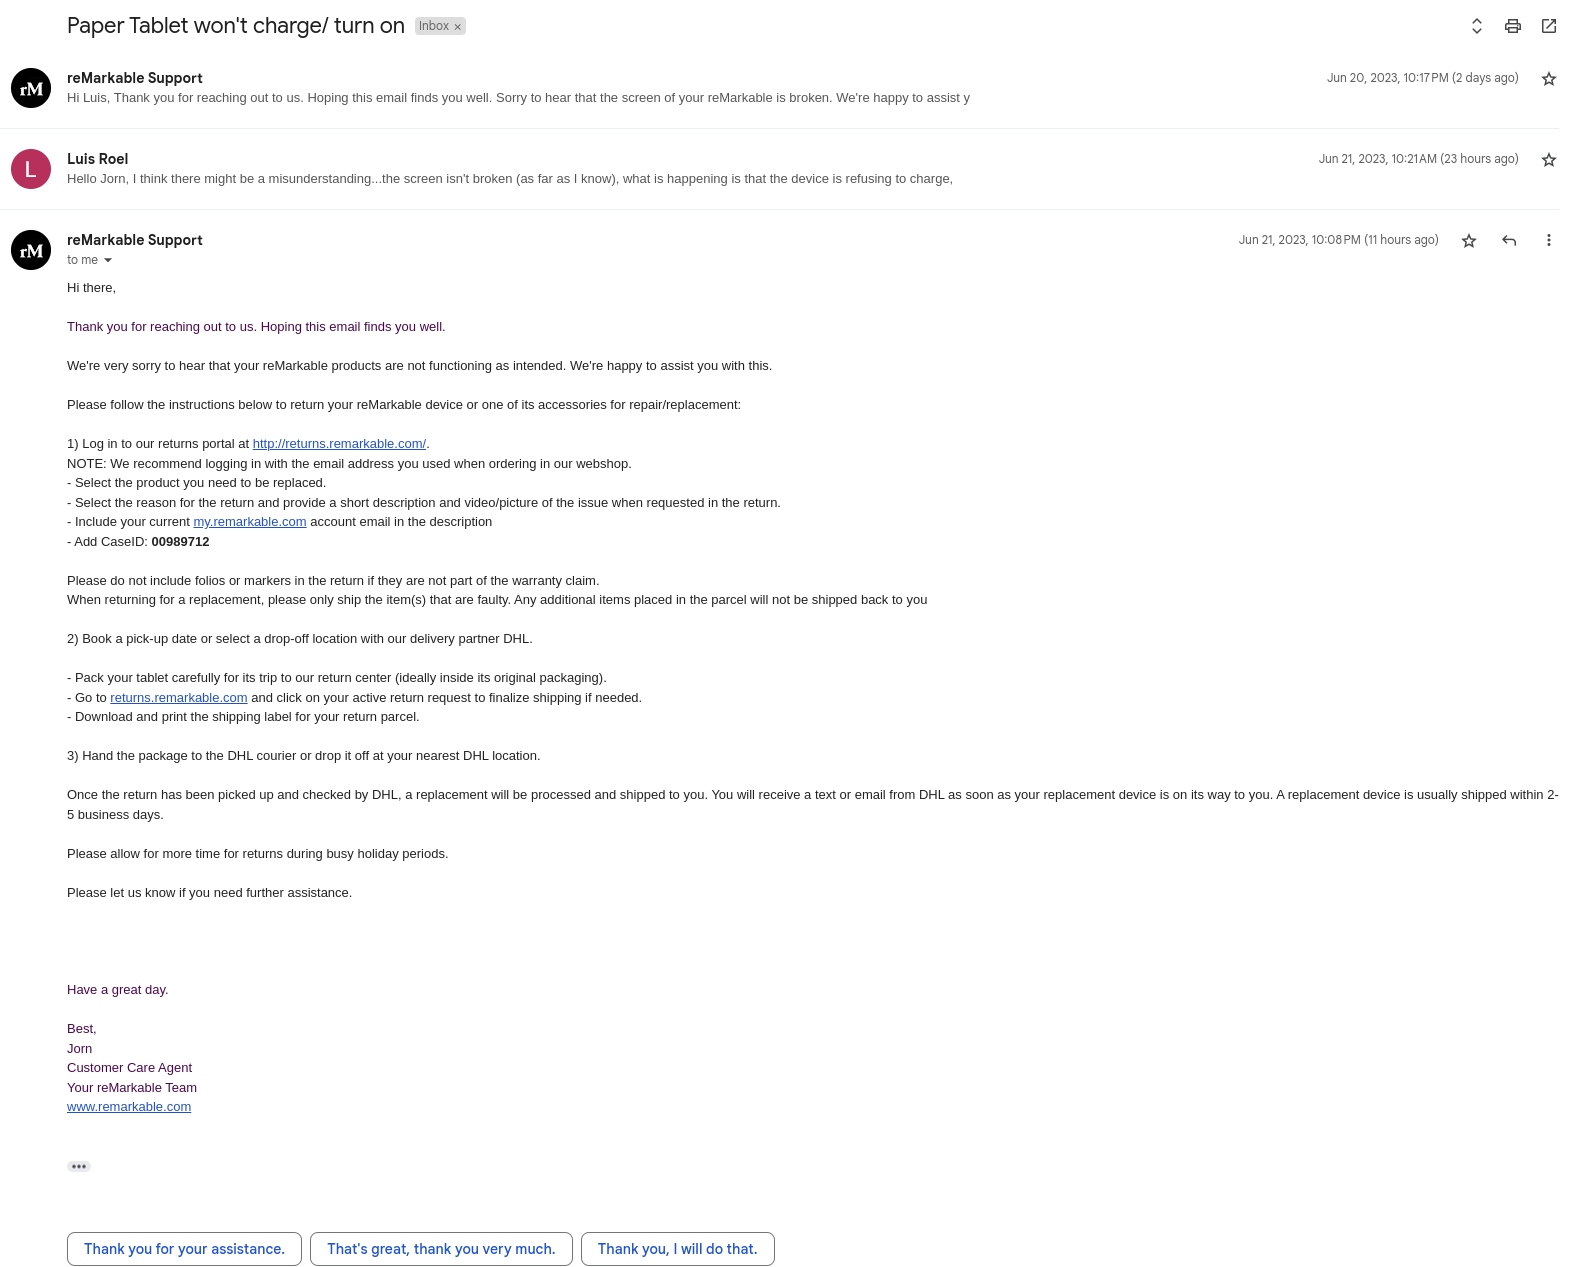 Paper Tablet won't charge/ turn on Inbox ×
rM reMarkable Support Jun 20, 2023, 10:17 PM (2 days ago)
Hi Luis, Thank you for reaching out to us. Hoping this email finds you well. Sorry to hear that the screen of your reMarkable is broken. We're happy to assist y
L Luis Roel Jun 21, 2023, 10:21 AM (23 hours ago)
Hello Jorn, I think there might be a misunderstanding...the screen isn't broken (as far as I know), what is happening is that the device is refusing to charge,
rM reMarkable Support Jun 21, 2023, 10:08 PM (11 hours ago)
to me
Hi there,
Thank you for reaching out to us. Hoping this email finds you well.
We're very sorry to hear that your reMarkable products are not functioning as intended. We're happy to assist you with this.
Please follow the instructions below to return your reMarkable device or one of its accessories for repair/replacement:
1) Log in to our returns portal at http://returns.remarkable.com/.
NOTE: We recommend logging in with the email address you used when ordering in our webshop.
- Select the product you need to be replaced.
- Select the reason for the return and provide a short description and video/picture of the issue when requested in the return.
- Include your current my.remarkable.com account email in the description
- Add CaseID: 00989712
Please do not include folios or markers in the return if they are not part of the warranty claim.
When returning for a replacement, please only ship the item(s) that are faulty. Any additional items placed in the parcel will not be shipped back to you
2) Book a pick-up date or select a drop-off location with our delivery partner DHL.
- Pack your tablet carefully for its trip to our return center (ideally inside its original packaging).
- Go to returns.remarkable.com and click on your active return request to finalize shipping if needed.
- Download and print the shipping label for your return parcel.
3) Hand the package to the DHL courier or drop it off at your nearest DHL location.
Once the return has been picked up and checked by DHL, a replacement will be processed and shipped to you. You will receive a text or email from DHL as soon as your replacement device is on its way to you. A replacement device is usually shipped within 2-
5 business days.
Please allow for more time for returns during busy holiday periods.
Please let us know if you need further assistance.
Have a great day.
Best,
Jorn
Customer Care Agent
Your reMarkable Team
www.remarkable.com
Thank you for your assistance. That's great, thank you very much. Thank you, I will do that.